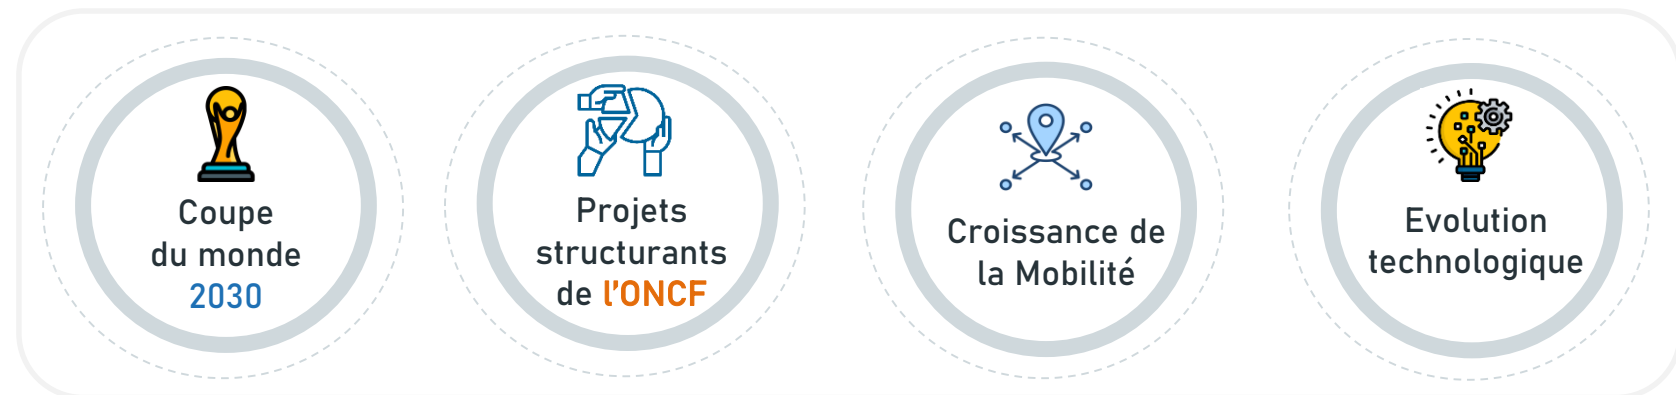 Coupe
du monde
2030
Projets
structurants
de l'ONCF
Croissance de
la Mobilité
Evolution
technologique